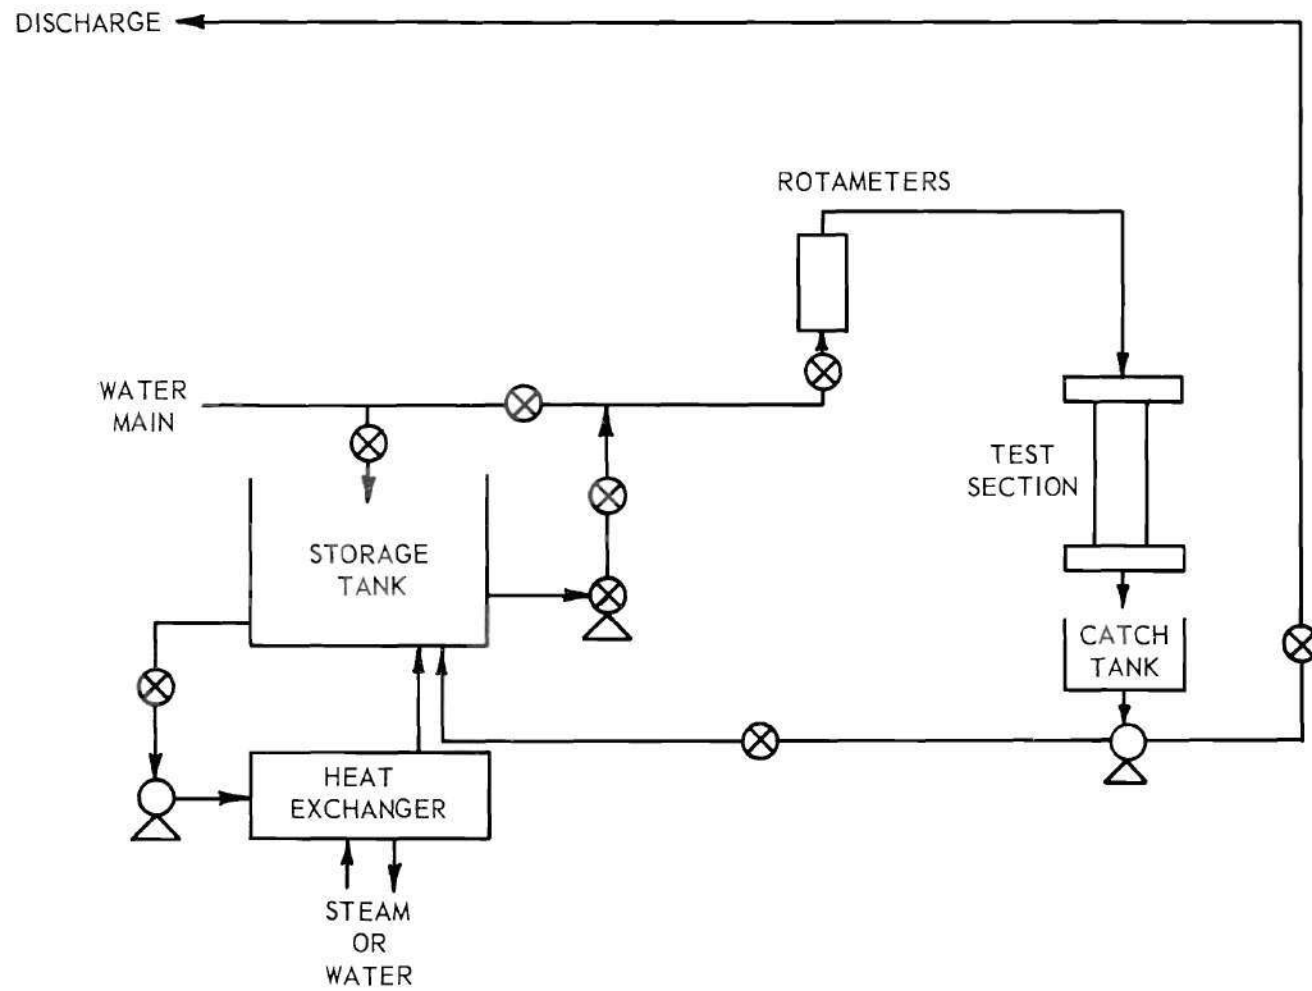 DISCHARGE
ROTAMETERS
WATER
MAIN
TEST
SECTION
STORAGE
TANK
CATCH
TANK
HEAT
EXCHANGER
STEAM
OR
WATER